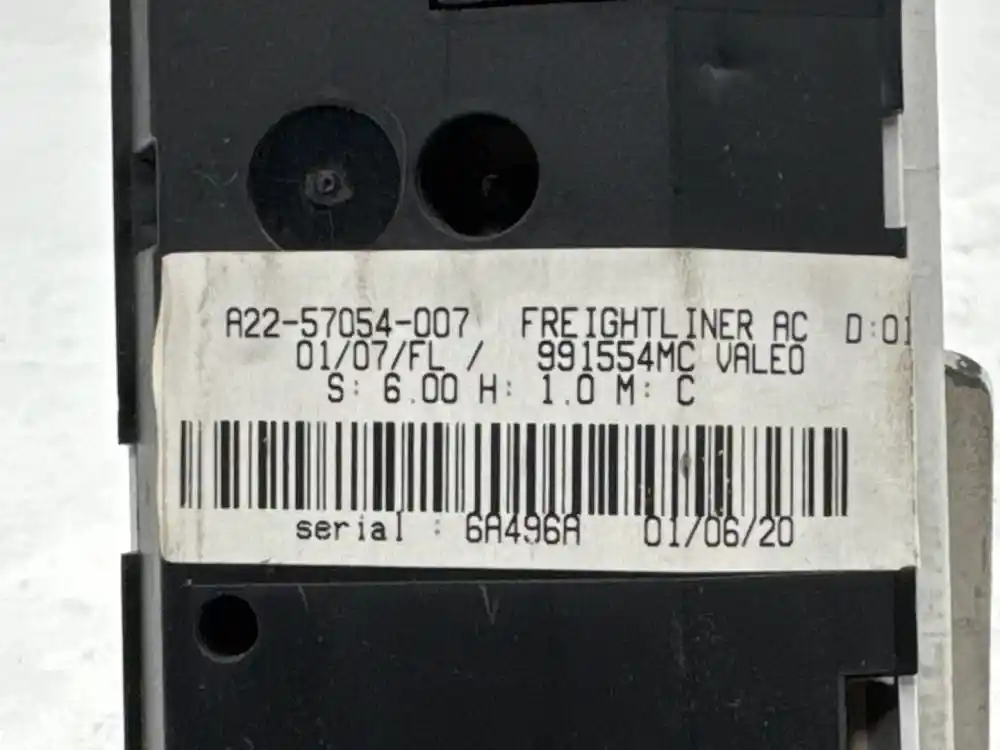 A22-57054-007 FREIGHTLINER AC D:01
01/07/FL / 991554MC VALEO
S: 6.00 H: 1.0 M: C
serial : 6A496A 01/06/20